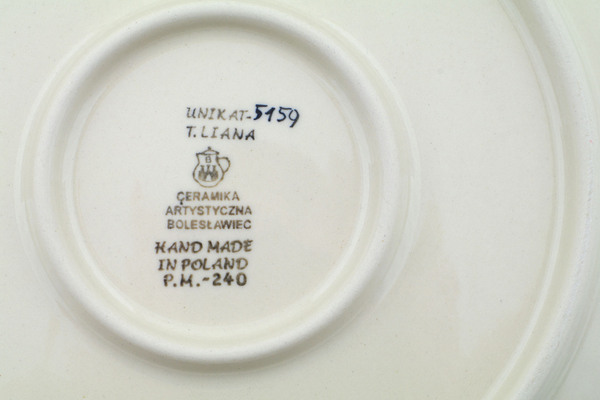 UNIKAT-5159
T.LIANA
B
CERAMIKA
ARTYSTYCZNA
BOLESŁAWIEC
HAND MADE
IN POLAND
P.M.-240